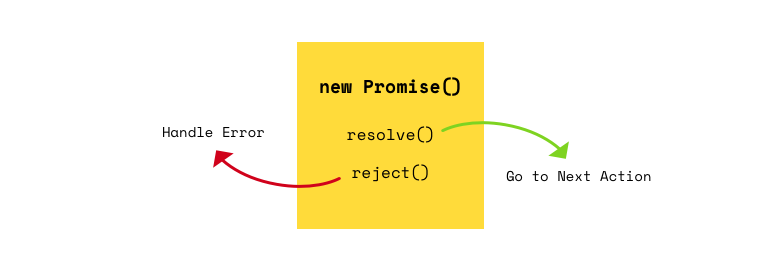 new Promise()
Handle Error
resolve()
reject()
Go to Next Action